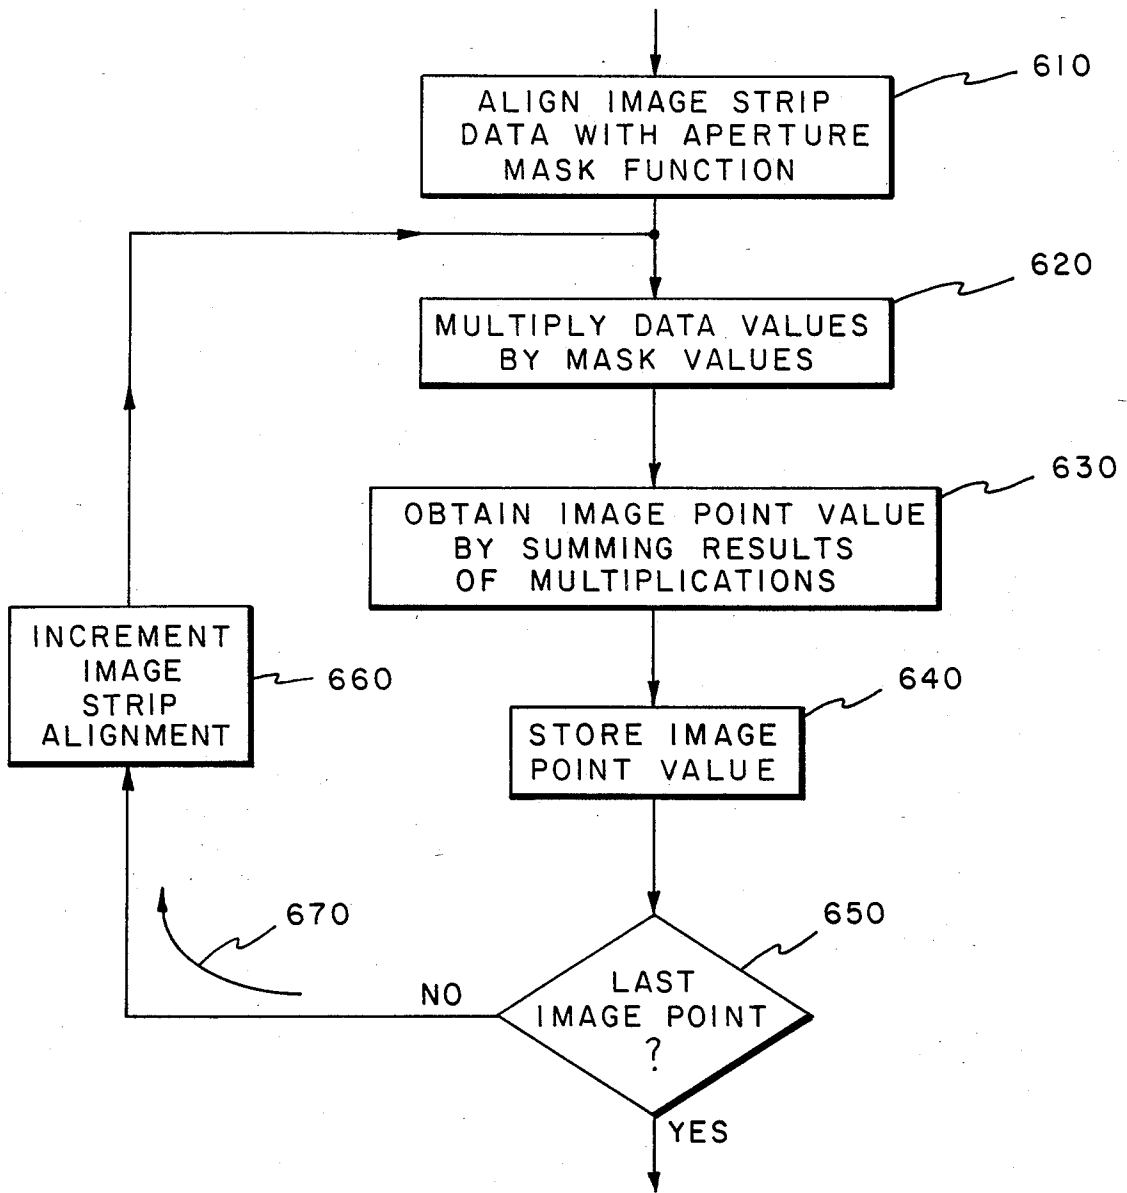 610
ALIGN IMAGE STRIP
DATA WITH APERTURE
MASK FUNCTION
620
MULTIPLY DATA VALUES
BY MASK VALUES
630
OBTAIN IMAGE POINT VALUE
BY SUMMING RESULTS
OF MULTIPLICATIONS
INCREMENT
IMAGE
STRIP
ALIGNMENT
660
640
STORE IMAGE
POINT VALUE
670
650
NO
LAST
IMAGE POINT
?
YES